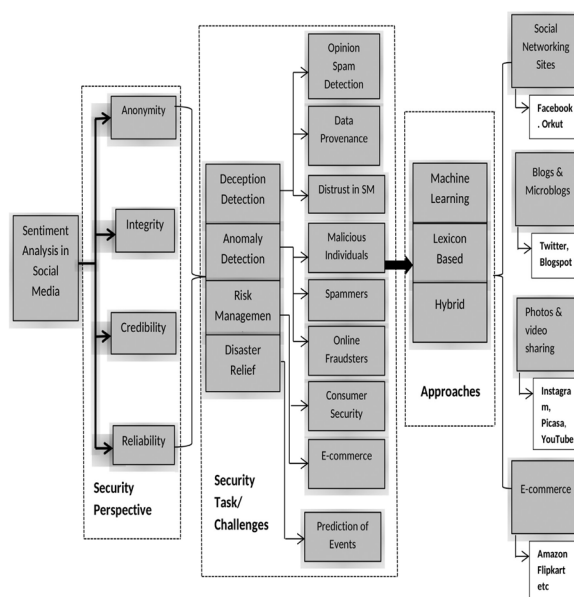 Sentiment
Analysis in
Social
Media
Anonymity
Integrity
Credibility
Reliability
Security
Perspective
Deception
Detection
Anomaly
Detection
Risk
Managemen
Disaster
Relief
Security
Task/
Challenges
Opinion
Spam
Detection
Data
Provenance
Distrust in SM
Malicious
Individuals
Spammers
Online
Fraudsters
Consumer
Security
E-commerce
Prediction of
Events
Machine
Learning
Lexicon
Based
Hybrid
Approaches
Social
Networking
Sites
Facebook
, Orkut
Blogs &
Microblogs
Twitter,
Blogspot
Photos &
video
sharing
Instagra
m,
Picasa,
YouTube
E-commerce
Amazon
Flipkart
etc